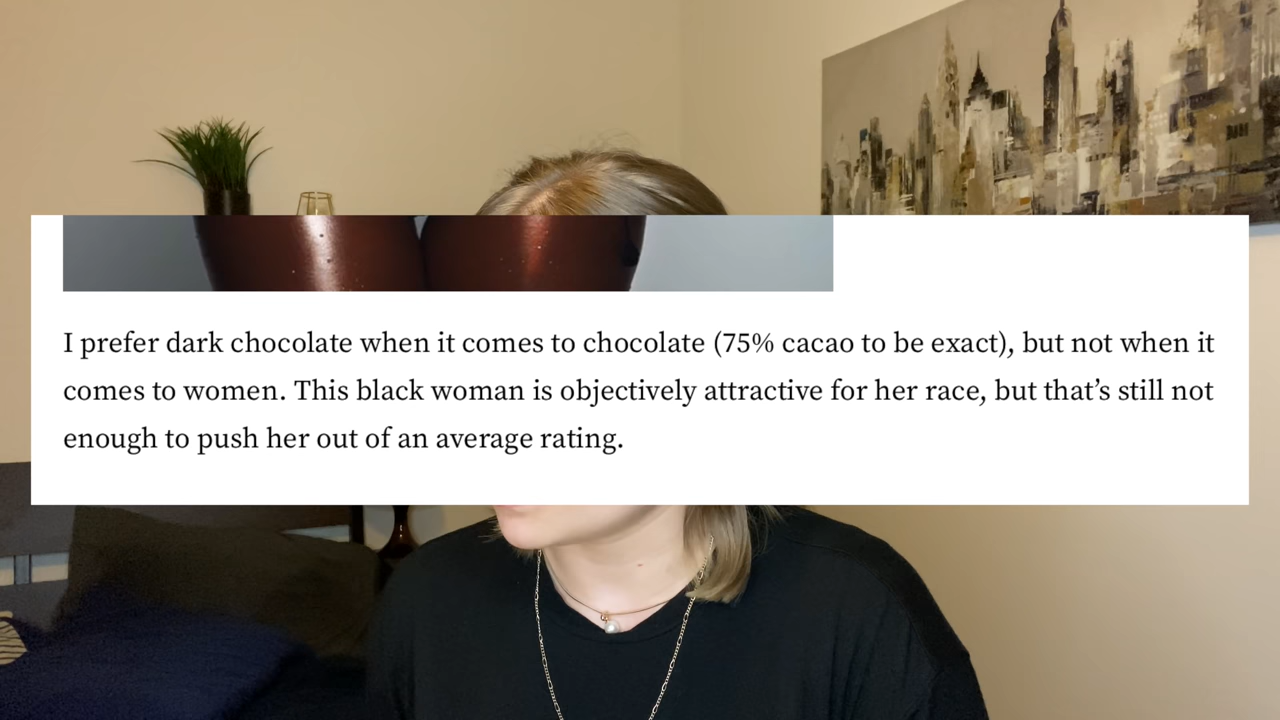 I prefer dark chocolate when it comes to chocolate (75% cacao to be exact), but not when it
comes to women. This black woman is objectively attractive for her race, but that’s still not
enough to push her out of an average rating.